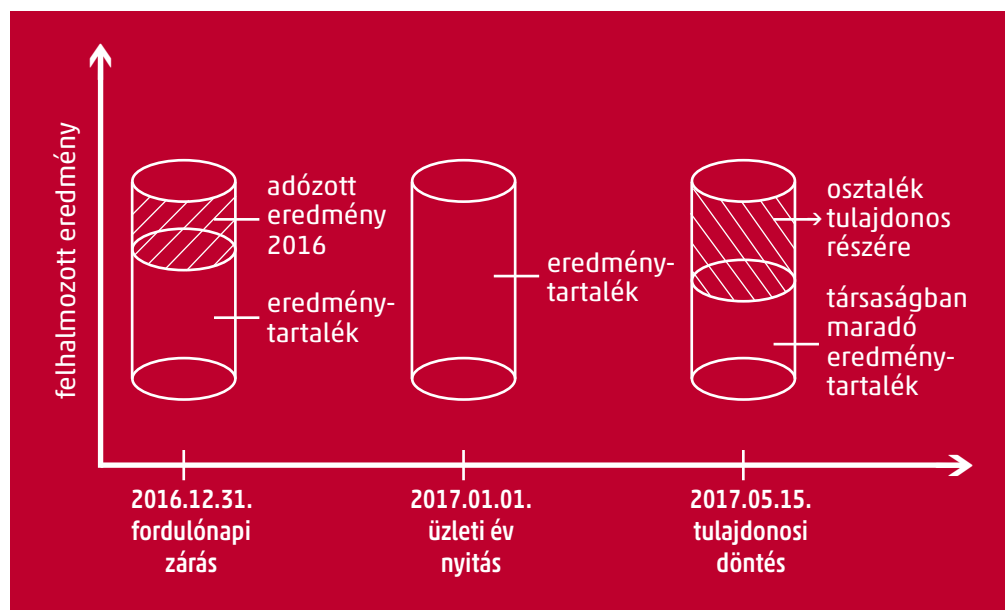 felhalmozott eredmény
adózott
eredmény
2016
eredmény-
tartalék
eredmény-
tartalék
osztalék
tulajdonos
részére
társaságban
maradó
eredmény-
tartalék
2016.12.31.
fordulónapi
zárás
2017.01.01.
üzleti év
nyitás
2017.05.15.
tulajdonosi
döntés